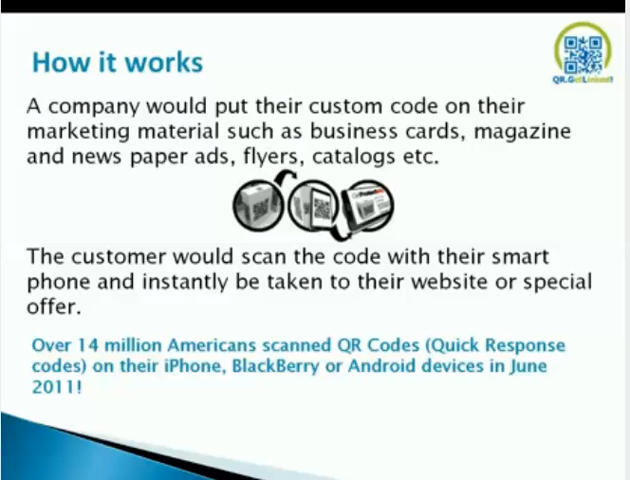 How it works
QR.GetLinked!
A company would put their custom code on their
marketing material such as business cards, magazine
and news paper ads, flyers, catalogs etc.
The customer would scan the code with their smart
phone and instantly be taken to their website or special
offer.
Over 14 million Americans scanned QR Codes (Quick Response
codes) on their iPhone, BlackBerry or Android devices in June
2011!